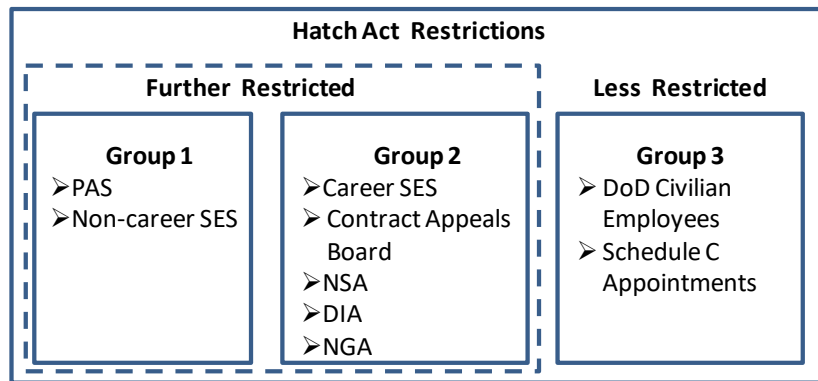 Hatch Act Restrictions
Further Restricted
Less Restricted
Group 1
➢PAS
➢Non-career SES
Group 2
➢Career SES
➢ Contract Appeals
Board
➢NSA
➢DIA
➢NGA
Group 3
➢ DoD Civilian
Employees
➢ Schedule C
Appointments